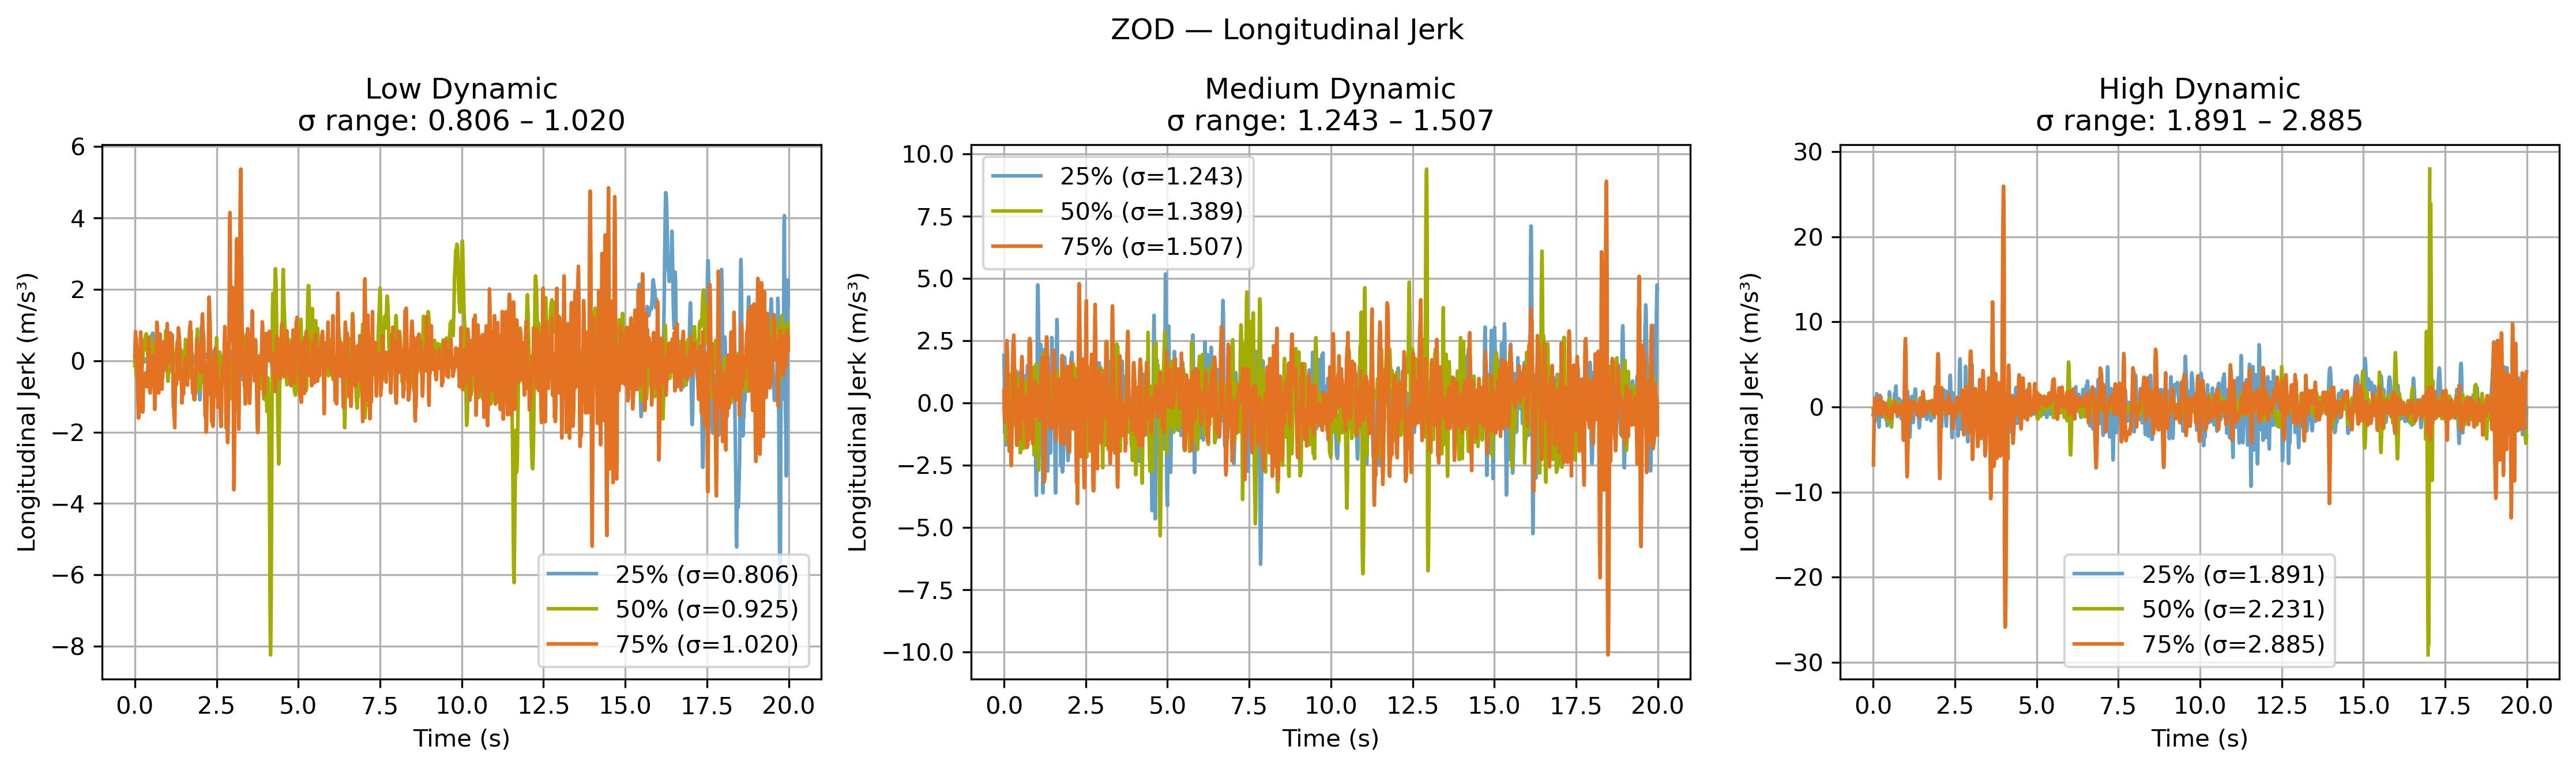 ZOD — Longitudinal Jerk
Low Dynamic
σ range: 0.806 – 1.020
Longitudinal Jerk (m/s³)
6
4
2
0
−2
−4
−6
−8
25% (σ=0.806)
50% (σ=0.925)
75% (σ=1.020)
0.0 2.5 5.0 7.5 10.0 12.5 15.0 17.5 20.0
Time (s)
Medium Dynamic
σ range: 1.243 – 1.507
Longitudinal Jerk (m/s³)
10.0
7.5
5.0
2.5
0.0
−2.5
−5.0
−7.5
−10.0
25% (σ=1.243)
50% (σ=1.389)
75% (σ=1.507)
0.0 2.5 5.0 7.5 10.0 12.5 15.0 17.5 20.0
Time (s)
High Dynamic
σ range: 1.891 – 2.885
Longitudinal Jerk (m/s³)
30
20
10
0
−10
−20
−30
25% (σ=1.891)
50% (σ=2.231)
75% (σ=2.885)
0.0 2.5 5.0 7.5 10.0 12.5 15.0 17.5 20.0
Time (s)